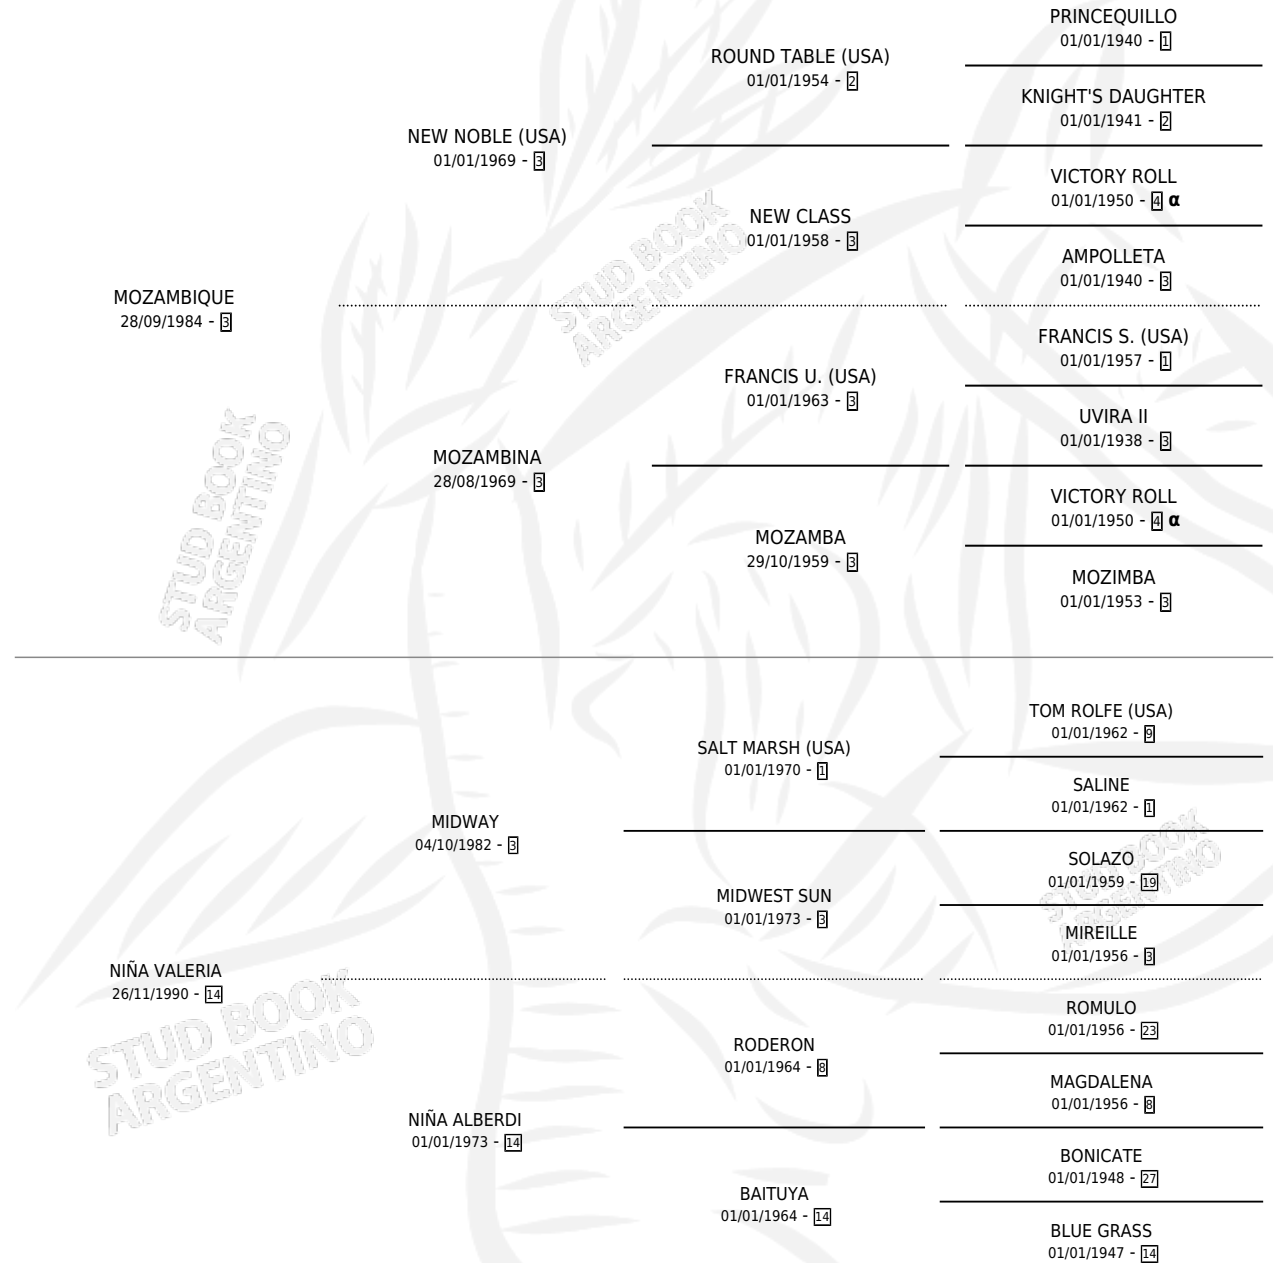 PRINCEQUILLO
01/01/1940 - 1
ROUND TABLE (USA)
01/01/1954 - 2
KNIGHT'S DAUGHTER
01/01/1941 - 2
NEW NOBLE (USA)
01/01/1969 - 3
VICTORY ROLL
01/01/1950 - 4 α
NEW CLASS
01/01/1958 - 3
AMPOLLETA
01/01/1940 - 3
MOZAMBIQUE
28/09/1984 - 3
FRANCIS S. (USA)
01/01/1957 - 1
FRANCIS U. (USA)
01/01/1963 - 3
UVIRA II
01/01/1938 - 3
MOZAMBINA
28/08/1969 - 3
VICTORY ROLL
01/01/1950 - 4 α
MOZAMBA
29/10/1959 - 3
MOZIMBA
01/01/1953 - 3
STUD BOOK
ARGENTINO
STUD BOOK
ARGENTINO
TOM ROLFE (USA)
01/01/1962 - 9
SALT MARSH (USA)
01/01/1970 - 1
SALINE
01/01/1962 - 1
MIDWAY
04/10/1982 - 3
SOLAZO
01/01/1959 - 19
MIDWEST SUN
01/01/1973 - 3
MIREILLE
01/01/1956 - 3
NIÑA VALERIA
26/11/1990 - 14
ROMULO
01/01/1956 - 23
RODERON
01/01/1964 - 8
MAGDALENA
01/01/1956 - 8
NIÑA ALBERDI
01/01/1973 - 14
BONICATE
01/01/1948 - 27
BAITUYA
01/01/1964 - 14
BLUE GRASS
01/01/1947 - 14
STUD BOOK
ARGENTINO
STUD BOOK
ARGENTINO